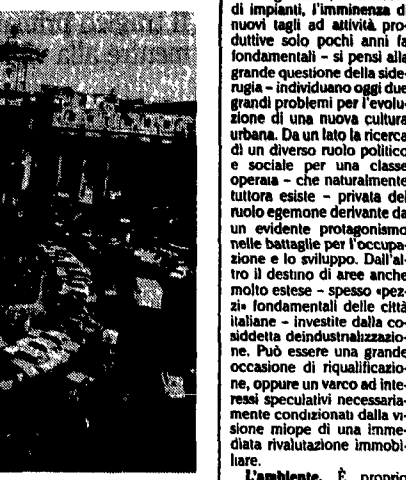 di impianti, l'imminenza di
nuovi tagli ad attività pro-
duttive solo pochi anni fa
fondamentali – si pensi alla
grande questione della side-
rugia – individuano oggi due
grandi problemi per l'evolu-
zione di una nuova cultura
urbana. Da un lato la ricerca
di un diverso ruolo politico
e sociale per una classe
operaia – che naturalmente
tuttora esiste – privata del
ruolo egemone derivante da
un evidente protagonismo
nelle battaglie per l'occupa-
zione e lo sviluppo. Dall'al-
tro il destino di aree anche
molto estese – spesso «pez-
zi» fondamentali delle città
italiane – investite dalla co-
siddetta deindustrializzazio-
ne. Può essere una grande
occasione di riqualificazio-
ne, oppure un varco ad inte-
ressi speculativi necessaria-
mente condizionati dalla vi-
sione miope di una imme-
diata rivalutazione immobi-
liare.
L'ambiente. È proprio